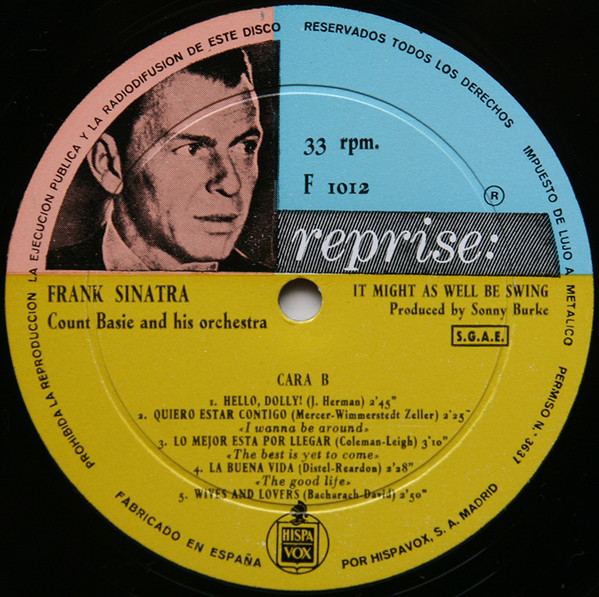 PROHIBIDA LA REPRODUCCION LA EJECUCION PUBLICA Y LA RADIODIFUSION DE ESTE DISCO
RESERVADOS TODOS LOS DERECHOS
IMPUESTO DE LUJO A METALICO
PERMISO N.º 3637
33 rpm.
F 1012
R
reprise:
FRANK SINATRA
Count Basie and his orchestra
IT MIGHT AS WELL BE SWING
Produced by Sonny Burke
S.G.A.E.
CARA B
1. HELLO, DOLLY! (J. Herman) 2'45"
2. QUIERO ESTAR CONTIGO (Mercer-Wimmerstedt Zeller) 2'25"
«I wanna be around»
3. LO MEJOR ESTA POR LLEGAR (Coleman-Leigh) 3'10"
«The best is yet to come»
4. LA BUENA VIDA (Distel-Reardon) 2'28"
«The good life»
5. WIVES AND LOVERS (Bacharach-David) 2'50"
HISPA
VOX
FABRICADO EN ESPAÑA
POR HISPAVOX, S. A. MADRID